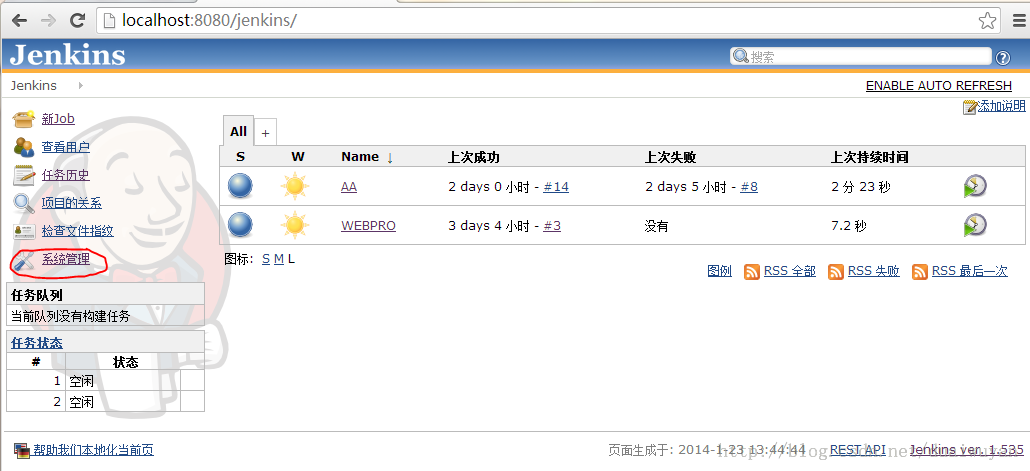 localhost:8080/jenkins/
Jenkins
搜索
Jenkins
ENABLE AUTO REFRESH
添加说明
新Job
查看用户
任务历史
项目的关系
检查文件指纹
系统管理
All +
S W Name ↓ 上次成功 上次失败 上次持续时间
AA 2 days 0 小时 - #14 2 days 5 小时 - #8 2 分 23 秒
WEBPRO 3 days 4 小时 - #3 没有 7.2 秒
图标: S M L
图例 RSS 全部 RSS 失败 RSS 最后一次
任务队列
当前队列没有构建任务
任务状态
# 状态
1 空闲
2 空闲
帮助我们本地化当前页
页面生成于: 2014-1-23 13:44:44 REST API Jenkins ver. 1.535